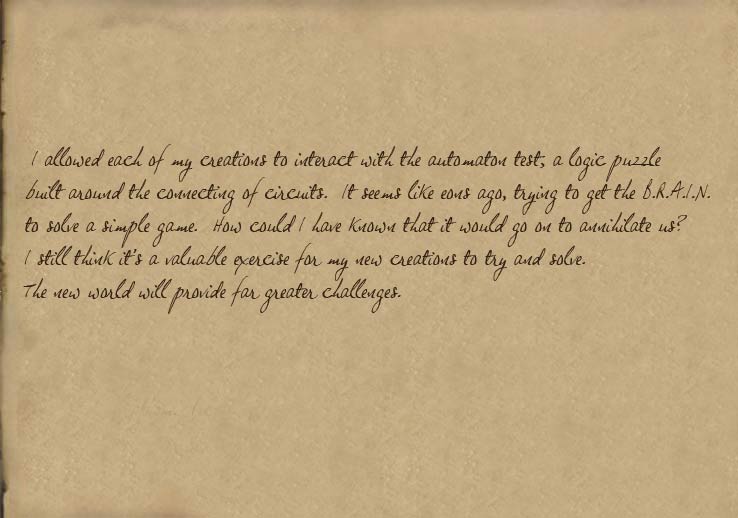 I allowed each of my creations to interact with the automaton test, a logic puzzle
built around the connecting of circuits. It seems like eons ago, trying to get the B.R.A.I.N.
to solve a simple game. How could I have known that it would go on to annihilate us?
I still think it's a valuable exercise for my new creations to try and solve.
The new world will provide far greater challenges.